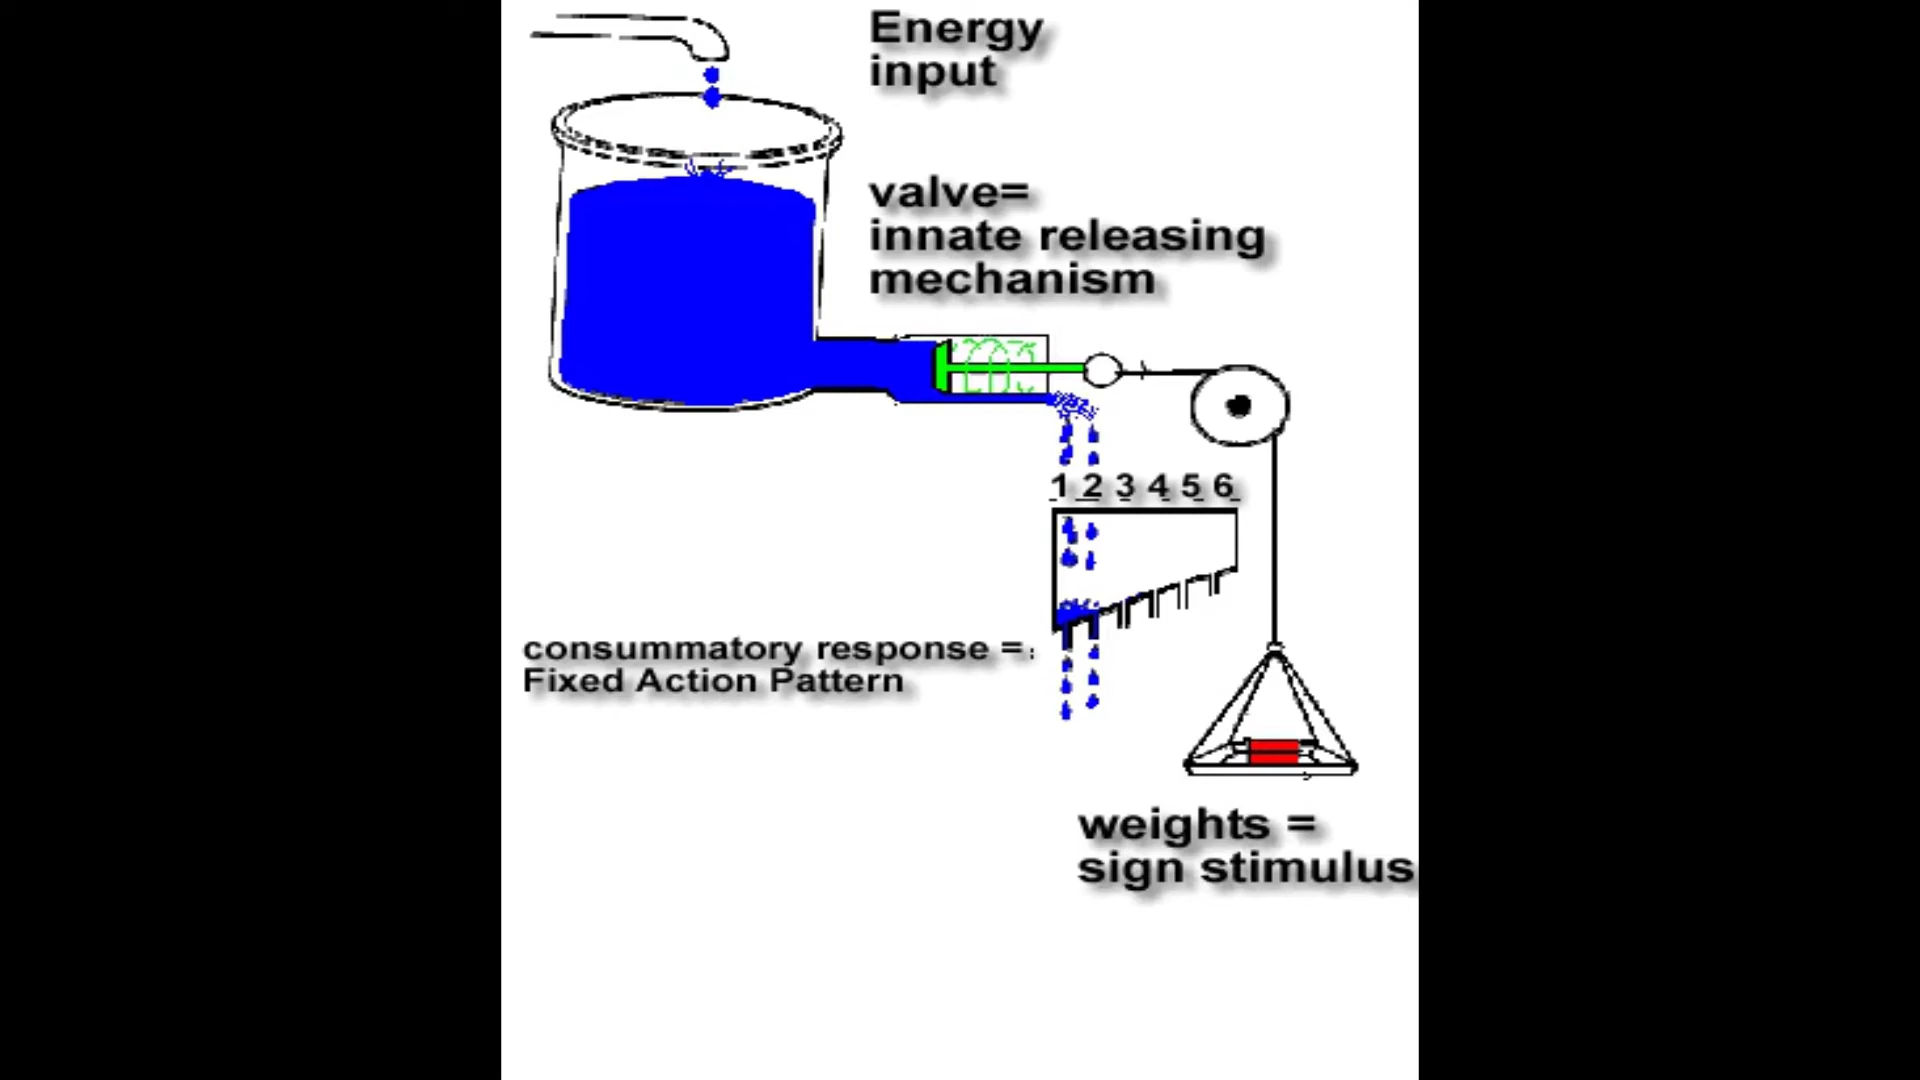 Energy
input
valve=
innate releasing
mechanism
1 2 3 4 5 6
consummatory response = :
Fixed Action Pattern
weights =
sign stimulus